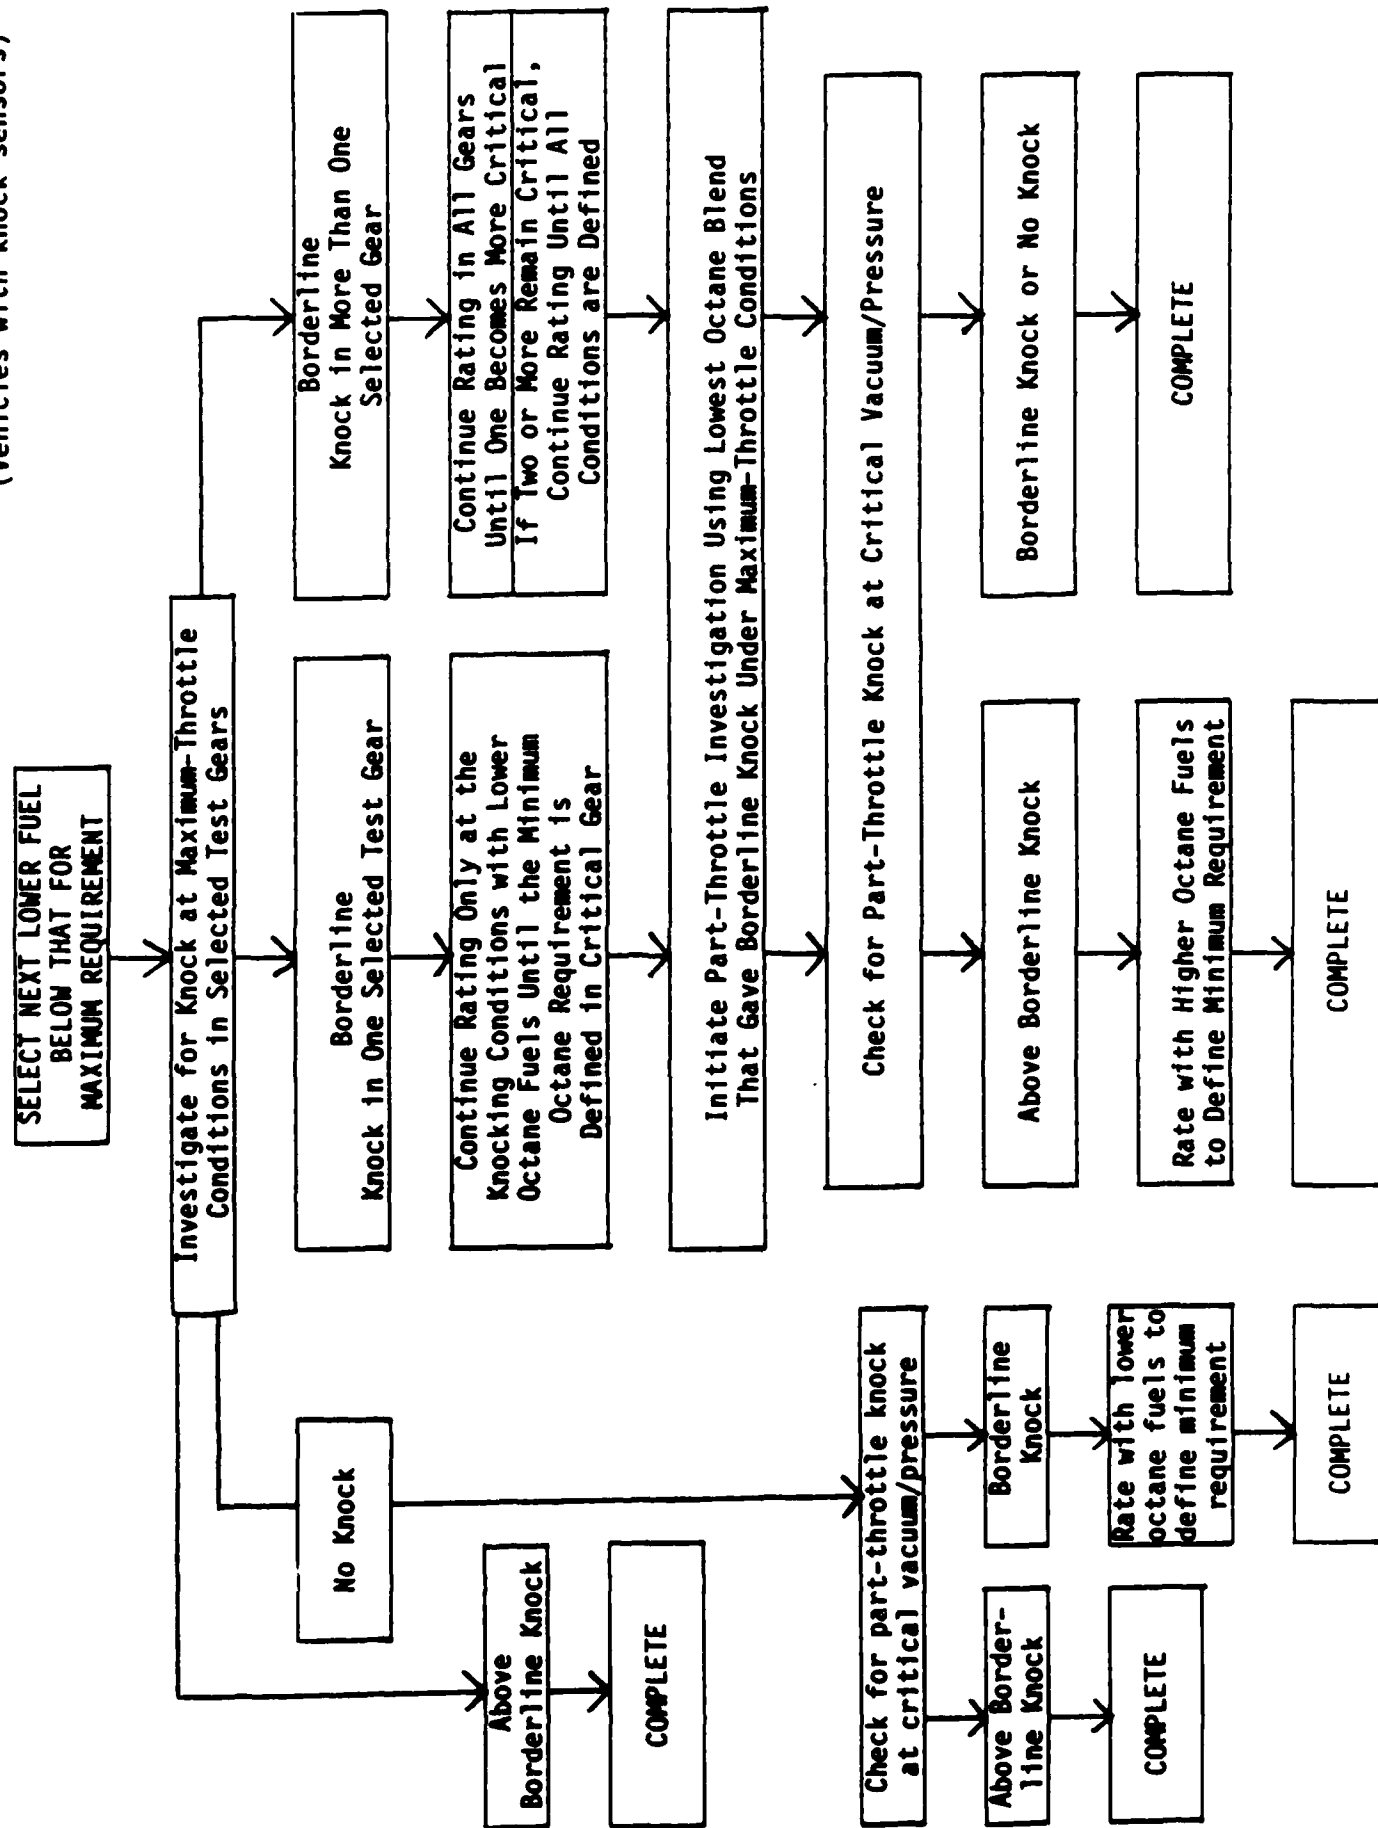 (Vehicles with knock sensors)
SELECT NEXT LOWER FUEL
BELOW THAT FOR
MAXIMUM REQUIREMENT
Investigate for Knock at Maximum-Throttle
Conditions in Selected Test Gears
No Knock
Borderline
Knock in One Selected Test Gear
Borderline
Knock in More Than One
Selected Gear
Above
Borderline Knock
COMPLETE
Continue Rating Only at the
Knocking Conditions with Lower
Octane Fuels Until the Minimum
Octane Requirement is
Defined in Critical Gear
Continue Rating in All Gears
Until One Becomes More Critical
If Two or More Remain Critical,
Continue Rating Until All
Conditions are Defined
Initiate Part-Throttle Investigation Using Lowest Octane Blend
That Gave Borderline Knock Under Maximum-Throttle Conditions
Check for part-throttle knock
at critical vacuum/pressure
Check for Part-Throttle Knock at Critical Vacuum/Pressure
Above Border-
line Knock
Borderline
Knock
Above Borderline Knock
Borderline Knock or No Knock
COMPLETE
Rate with lower
octane fuels to
define minimum
requirement
Rate with Higher Octane Fuels
to Define Minimum Requirement
COMPLETE
COMPLETE
COMPLETE